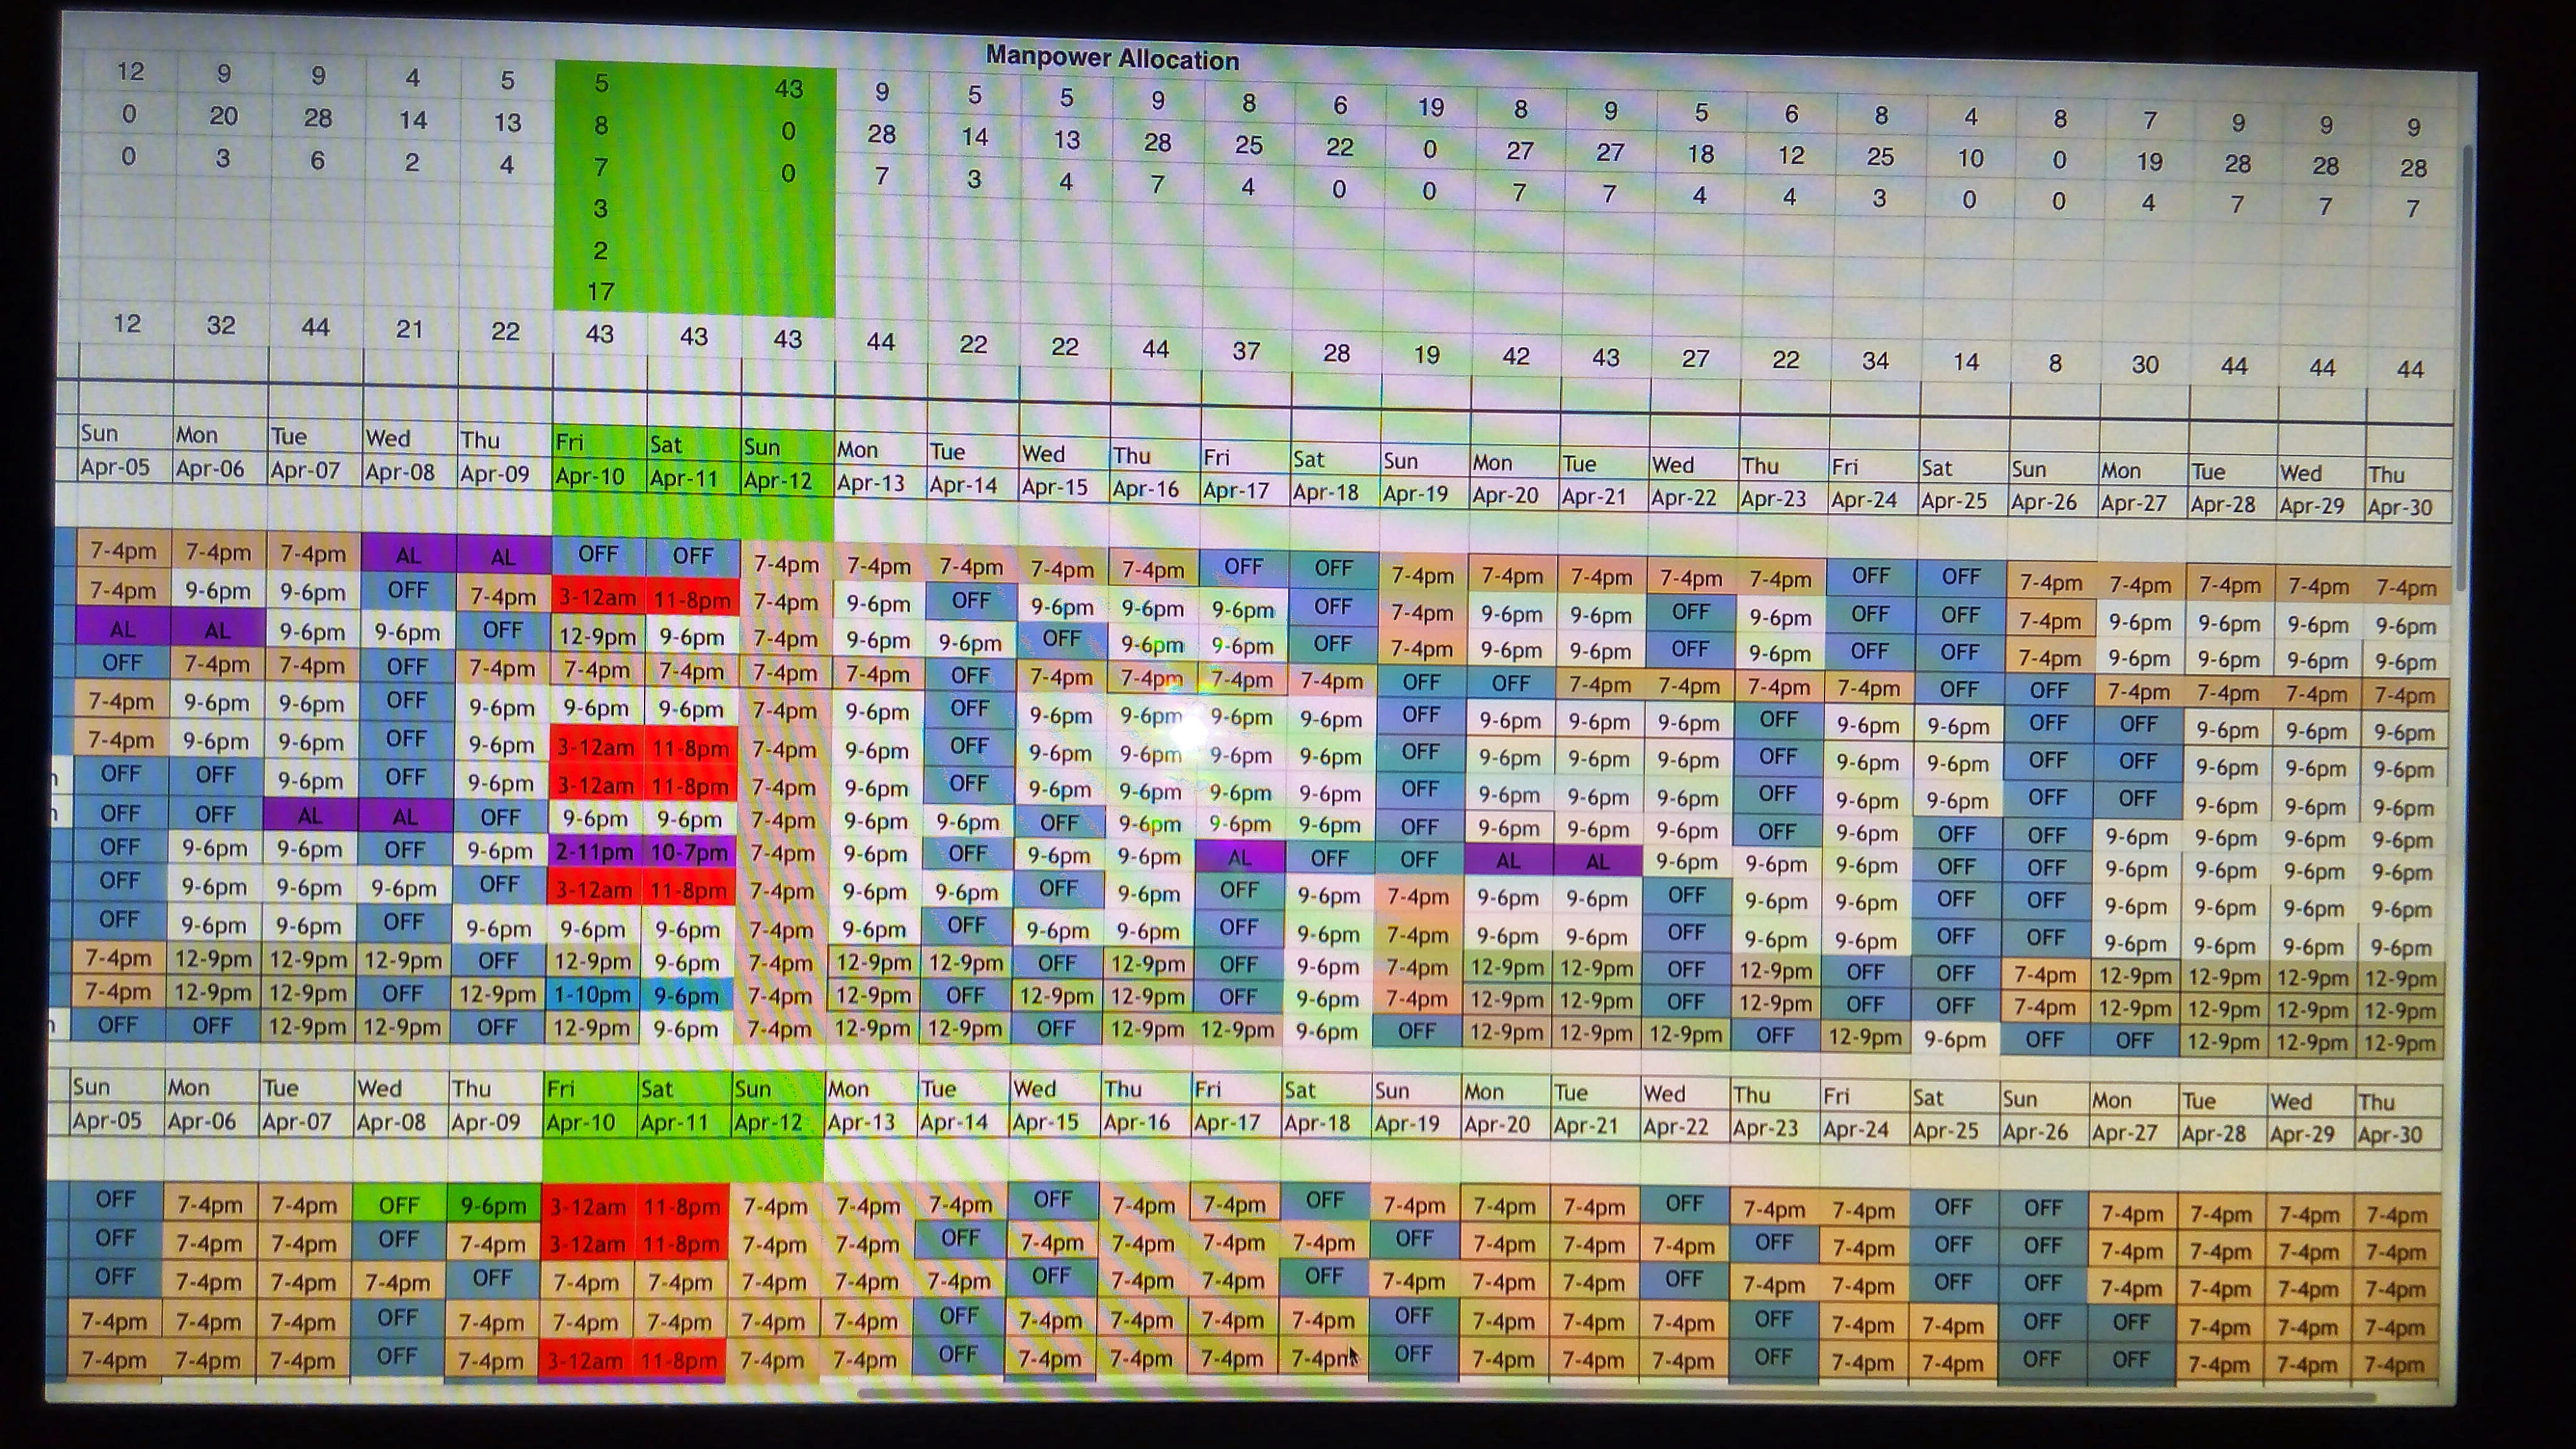 Manpower Allocation
12 9 9 4 5 5 43 9 5 5 9 8 6 19 8 9 5 6 8 4 8 7 9 9 9
0 20 28 14 13 8 0 28 14 13 28 25 22 0 27 27 18 12 25 10 0 19 28 28 28
0 3 6 2 4 7 0 7 3 4 7 4 0 0 7 7 4 4 3 0 0 4 7 7 7
3
2
17
12 32 44 21 22 43 43 43 44 22 22 44 37 28 19 42 43 27 22 34 14 8 30 44 44 44
Sun Mon Tue Wed Thu Fri Sat Sun Mon Tue Wed Thu Fri Sat Sun Mon Tue Wed Thu Fri Sat Sun Mon Tue Wed Thu
Apr-05 Apr-06 Apr-07 Apr-08 Apr-09 Apr-10 Apr-11 Apr-12 Apr-13 Apr-14 Apr-15 Apr-16 Apr-17 Apr-18 Apr-19 Apr-20 Apr-21 Apr-22 Apr-23 Apr-24 Apr-25 Apr-26 Apr-27 Apr-28 Apr-29 Apr-30
7-4pm 7-4pm 7-4pm AL AL OFF OFF 7-4pm 7-4pm 7-4pm 7-4pm 7-4pm OFF OFF 7-4pm 7-4pm 7-4pm 7-4pm 7-4pm OFF OFF 7-4pm 7-4pm 7-4pm 7-4pm 7-4pm
7-4pm 9-6pm 9-6pm OFF 7-4pm 3-12am 11-8pm 7-4pm 9-6pm OFF 9-6pm 9-6pm 9-6pm OFF 7-4pm 9-6pm 9-6pm OFF 9-6pm OFF OFF 7-4pm 9-6pm 9-6pm 9-6pm 9-6pm
AL AL 9-6pm 9-6pm OFF 12-9pm 9-6pm 7-4pm 9-6pm 9-6pm OFF 9-6pm 9-6pm OFF 7-4pm 9-6pm 9-6pm OFF 9-6pm OFF OFF 7-4pm 9-6pm 9-6pm 9-6pm 9-6pm
OFF 7-4pm 7-4pm OFF 7-4pm 7-4pm 7-4pm 7-4pm 7-4pm OFF 7-4pm 7-4pm 7-4pm 7-4pm OFF OFF 7-4pm 7-4pm 7-4pm 7-4pm OFF OFF 7-4pm 7-4pm 7-4pm 7-4pm
7-4pm 9-6pm 9-6pm OFF 9-6pm 9-6pm 9-6pm 7-4pm 9-6pm OFF 9-6pm 9-6pm 9-6pm 9-6pm OFF 9-6pm 9-6pm 9-6pm OFF 9-6pm 9-6pm OFF OFF 9-6pm 9-6pm 9-6pm
7-4pm 9-6pm 9-6pm OFF 9-6pm 3-12am 11-8pm 7-4pm 9-6pm OFF 9-6pm 9-6pm 9-6pm 9-6pm OFF 9-6pm 9-6pm 9-6pm OFF 9-6pm 9-6pm OFF OFF 9-6pm 9-6pm 9-6pm
OFF OFF 9-6pm OFF 9-6pm 3-12am 11-8pm 7-4pm 9-6pm OFF 9-6pm 9-6pm 9-6pm 9-6pm OFF 9-6pm 9-6pm 9-6pm OFF 9-6pm 9-6pm OFF OFF 9-6pm 9-6pm 9-6pm
OFF OFF AL AL OFF 9-6pm 9-6pm 7-4pm 9-6pm 9-6pm OFF 9-6pm 9-6pm 9-6pm OFF 9-6pm 9-6pm 9-6pm OFF 9-6pm OFF OFF 9-6pm 9-6pm 9-6pm 9-6pm
OFF 9-6pm 9-6pm OFF 9-6pm 2-11pm 10-7pm 7-4pm 9-6pm OFF 9-6pm 9-6pm AL OFF OFF AL AL 9-6pm 9-6pm 9-6pm OFF OFF 9-6pm 9-6pm 9-6pm 9-6pm
OFF 9-6pm 9-6pm 9-6pm OFF 3-12am 11-8pm 7-4pm 9-6pm 9-6pm OFF 9-6pm OFF 9-6pm 7-4pm 9-6pm 9-6pm OFF 9-6pm 9-6pm OFF OFF 9-6pm 9-6pm 9-6pm 9-6pm
OFF 9-6pm 9-6pm OFF 9-6pm 9-6pm 9-6pm 7-4pm 9-6pm OFF 9-6pm 9-6pm OFF 9-6pm 7-4pm 9-6pm 9-6pm OFF 9-6pm 9-6pm OFF OFF 9-6pm 9-6pm 9-6pm 9-6pm
7-4pm 12-9pm 12-9pm 12-9pm OFF 12-9pm 9-6pm 7-4pm 12-9pm 12-9pm OFF 12-9pm OFF 9-6pm 7-4pm 12-9pm 12-9pm OFF 12-9pm OFF OFF 7-4pm 12-9pm 12-9pm 12-9pm 12-9pm
7-4pm 12-9pm 12-9pm OFF 12-9pm 1-10pm 9-6pm 7-4pm 12-9pm OFF 12-9pm 12-9pm OFF 9-6pm 7-4pm 12-9pm 12-9pm OFF 12-9pm OFF OFF 7-4pm 12-9pm 12-9pm 12-9pm 12-9pm
OFF OFF 12-9pm 12-9pm OFF 12-9pm 9-6pm 7-4pm 12-9pm 12-9pm OFF 12-9pm 12-9pm 9-6pm OFF 12-9pm 12-9pm 12-9pm OFF 12-9pm 9-6pm OFF OFF 12-9pm 12-9pm 12-9pm
Sun Mon Tue Wed Thu Fri Sat Sun Mon Tue Wed Thu Fri Sat Sun Mon Tue Wed Thu Fri Sat Sun Mon Tue Wed Thu
Apr-05 Apr-06 Apr-07 Apr-08 Apr-09 Apr-10 Apr-11 Apr-12 Apr-13 Apr-14 Apr-15 Apr-16 Apr-17 Apr-18 Apr-19 Apr-20 Apr-21 Apr-22 Apr-23 Apr-24 Apr-25 Apr-26 Apr-27 Apr-28 Apr-29 Apr-30
OFF 7-4pm 7-4pm OFF 9-6pm 3-12am 11-8pm 7-4pm 7-4pm 7-4pm OFF 7-4pm 7-4pm OFF 7-4pm 7-4pm 7-4pm OFF 7-4pm 7-4pm OFF OFF 7-4pm 7-4pm 7-4pm 7-4pm
OFF 7-4pm 7-4pm OFF 7-4pm 3-12am 11-8pm 7-4pm 7-4pm OFF 7-4pm 7-4pm 7-4pm 7-4pm OFF 7-4pm 7-4pm 7-4pm OFF 7-4pm OFF OFF 7-4pm 7-4pm 7-4pm 7-4pm
OFF 7-4pm 7-4pm 7-4pm OFF 7-4pm 7-4pm 7-4pm 7-4pm 7-4pm OFF 7-4pm 7-4pm OFF 7-4pm 7-4pm 7-4pm OFF 7-4pm 7-4pm OFF OFF 7-4pm 7-4pm 7-4pm 7-4pm
7-4pm 7-4pm 7-4pm OFF 7-4pm 7-4pm 7-4pm 7-4pm 7-4pm OFF 7-4pm 7-4pm 7-4pm 7-4pm OFF 7-4pm 7-4pm 7-4pm OFF 7-4pm 7-4pm OFF OFF 7-4pm 7-4pm 7-4pm
7-4pm 7-4pm 7-4pm OFF 7-4pm 3-12am 11-8pm 7-4pm 7-4pm OFF 7-4pm 7-4pm 7-4pm 7-4pm OFF 7-4pm 7-4pm 7-4pm OFF 7-4pm 7-4pm OFF OFF 7-4pm 7-4pm 7-4pm